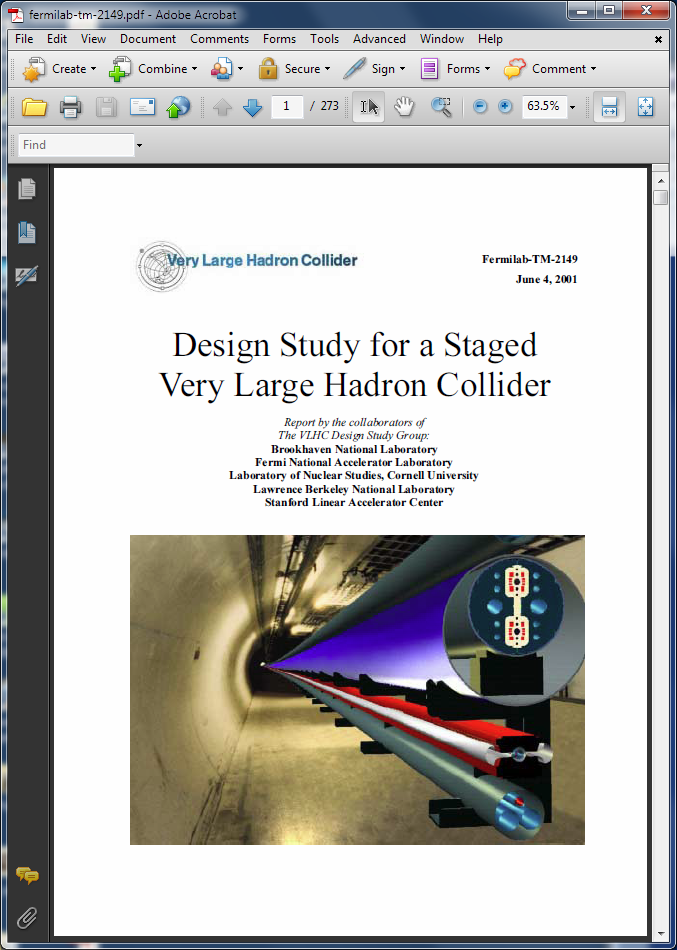 fermilab-tm-2149.pdf - Adobe Acrobat
File Edit View Document Comments Forms Tools Advanced Window Help
Create Combine Secure Sign Forms Comment
1 / 273 63.5%
Find
Very Large Hadron Collider
Fermilab-TM-2149
June 4, 2001
Design Study for a Staged
Very Large Hadron Collider
Report by the collaborators of
The VLHC Design Study Group:
Brookhaven National Laboratory
Fermi National Accelerator Laboratory
Laboratory of Nuclear Studies, Cornell University
Lawrence Berkeley National Laboratory
Stanford Linear Accelerator Center